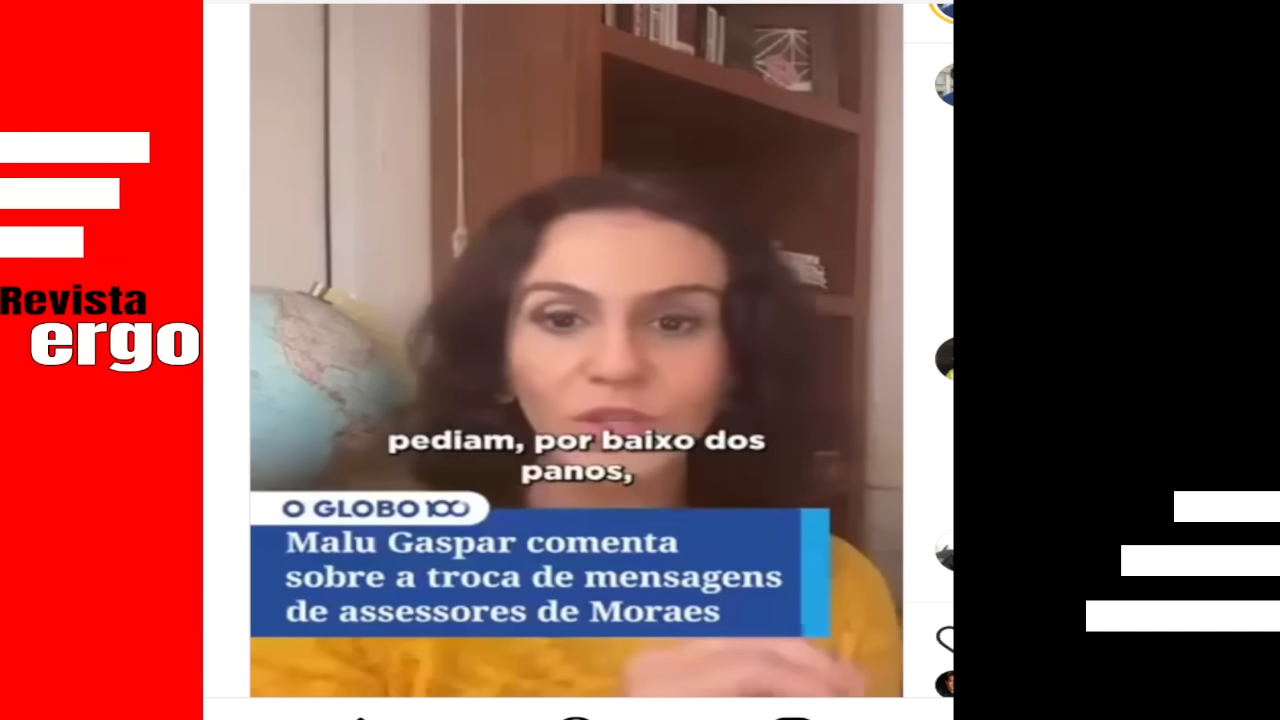 Revista
ergo
pediam, por baixo dos
panos,
O GLOBO 100
Malu Gaspar comenta
sobre a troca de mensagens
de assessores de Moraes